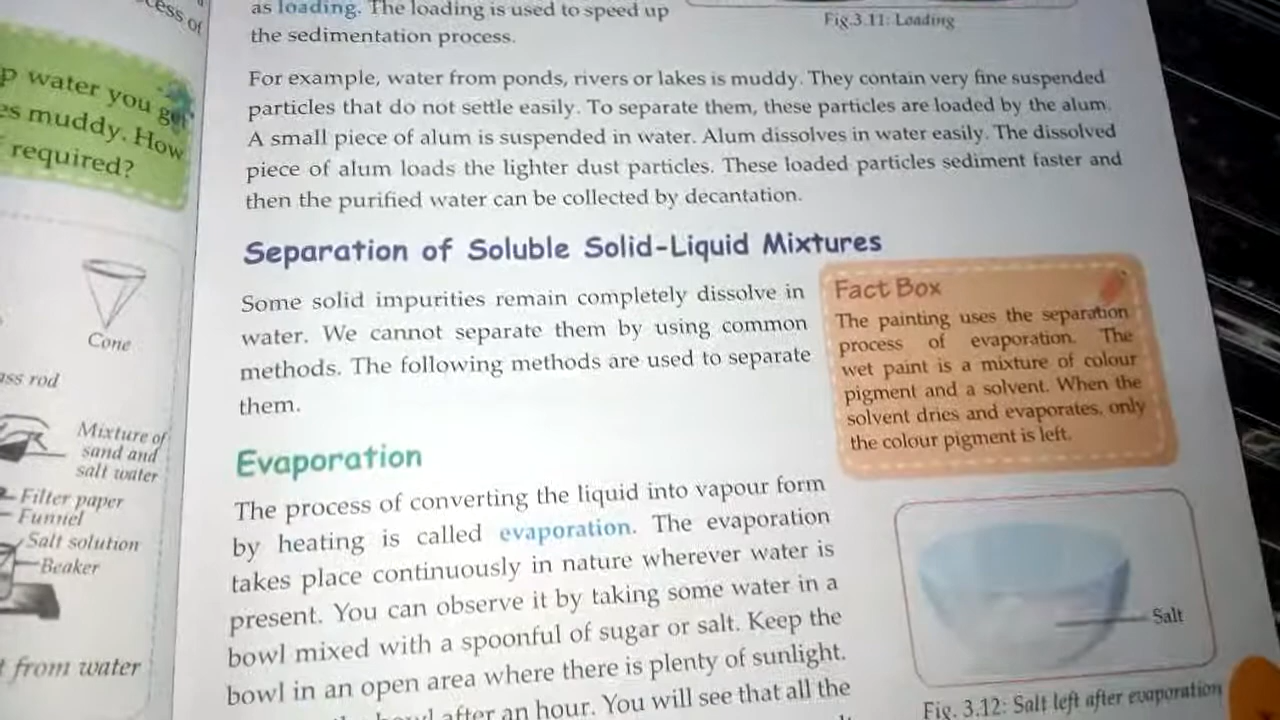 cess of
p water you get
es muddy. How
required?
Cone
ass rod
Mixture of
sand and
salt water
Filter paper
Funnel
Salt solution
Beaker
t from water
as loading. The loading is used to speed up
the sedimentation process.
Fig.3.11: Loading
For example, water from ponds, rivers or lakes is muddy. They contain very fine suspended
particles that do not settle easily. To separate them, these particles are loaded by the alum.
A small piece of alum is suspended in water. Alum dissolves in water easily. The dissolved
piece of alum loads the lighter dust particles. These loaded particles sediment faster and
then the purified water can be collected by decantation.
Separation of Soluble Solid-Liquid Mixtures
Some solid impurities remain completely dissolve in
water. We cannot separate them by using common
methods. The following methods are used to separate
them.
Fact Box
The painting uses the separation
process of evaporation. The
wet paint is a mixture of colour
pigment and a solvent. When the
solvent dries and evaporates, only
the colour pigment is left.
Evaporation
The process of converting the liquid into vapour form
by heating is called evaporation. The evaporation
takes place continuously in nature wherever water is
present. You can observe it by taking some water in a
bowl mixed with a spoonful of sugar or salt. Keep the
bowl in an open area where there is plenty of sunlight.
bowl after an hour. You will see that all the
Salt
Fig. 3.12: Salt left after evaporation